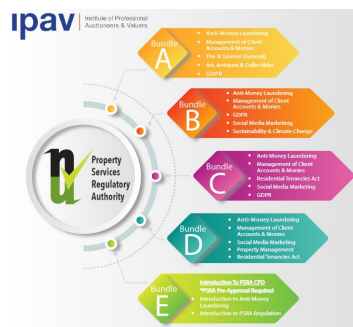 ipav
Institute of Professional
Auctioneers & Valuers
Bundle
A
• Anti-Money Laundering
• Management of Client
Accounts & Monies
• The 'A' License (General)
• Art, Antiques & Collectibles
• GDPR
Bundle
B
• Anti-Money Laundering
• Management of Client
Accounts & Monies
• GDPR
• Social Media Marketing
• Sustainability & Climate Change
Property
Services
Regulatory
Authority
Bundle
C
• Anti-Money Laundering
• Management of Client
Accounts & Monies
• Residential Tenancies Act
• Social Media Marketing
• GDPR
Bundle
D
• Anti-Money Laundering
• Management of Client
Accounts & Monies
• Social Media Marketing
• Property Management
• Residential Tenancies Act
Bundle
E
Introduction To PSRA CPD
*PSRA Pre-Approval Required
• Introduction to Anti-Money
Laundering
• Introduction to PSRA Regulation